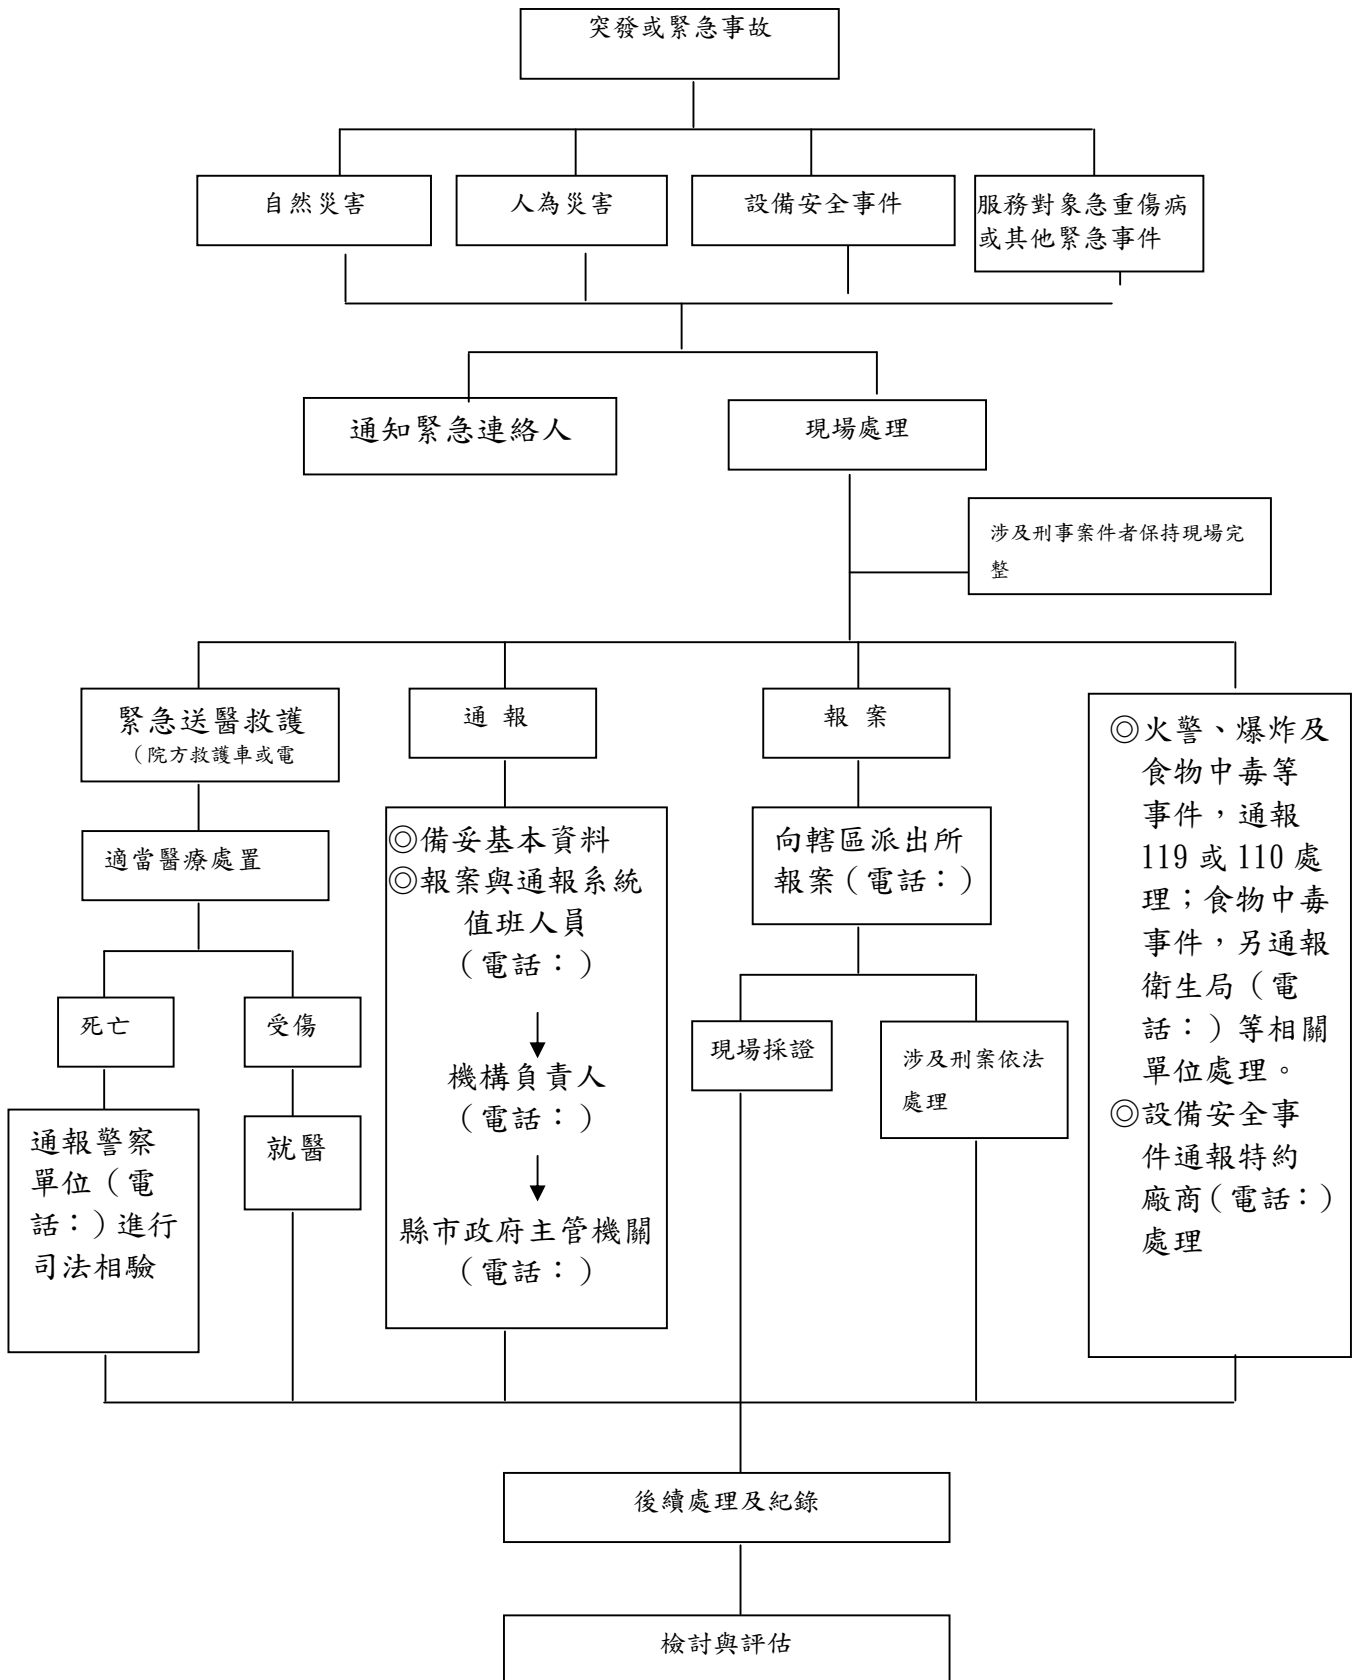 突發或緊急事故
自然災害
人為災害
設備安全事件
服務對象急重傷病
或其他緊急事件
通知緊急連絡人
現場處理
涉及刑事案件者保持現場完
整
緊急送醫救護
（院方救護車或電
通 報
報 案
◎火警、爆炸及
食物中毒等
事件，通報
119 或 110 處
理；食物中毒
事件，另通報
衛生局（電
話：）等相關
單位處理。
◎設備安全事
件通報特約
廠商（電話：）
處理
適當醫療處置
◎備妥基本資料
◎報案與通報系統
值班人員
（電話：）
機構負責人
（電話：）
縣市政府主管機關
（電話：）
向轄區派出所
報案（電話：）
死亡
受傷
現場採證
涉及刑案依法
處理
通報警察
單位（電
話：）進行
司法相驗
就醫
後續處理及紀錄
檢討與評估